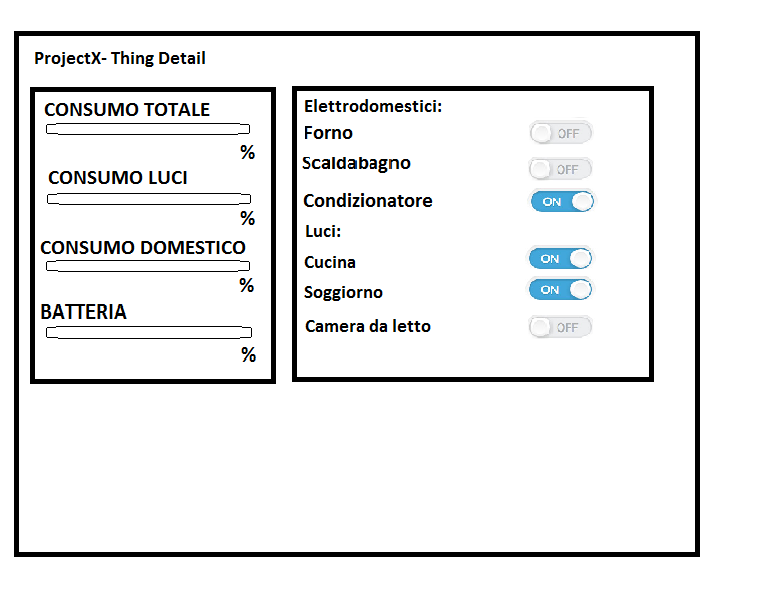 ProjectX- Thing Detail
CONSUMO TOTALE
%
CONSUMO LUCI
%
CONSUMO DOMESTICO
%
BATTERIA
%
Elettrodomestici:
Forno OFF
Scaldabagno OFF
Condizionatore ON
Luci:
Cucina ON
Soggiorno ON
Camera da letto OFF